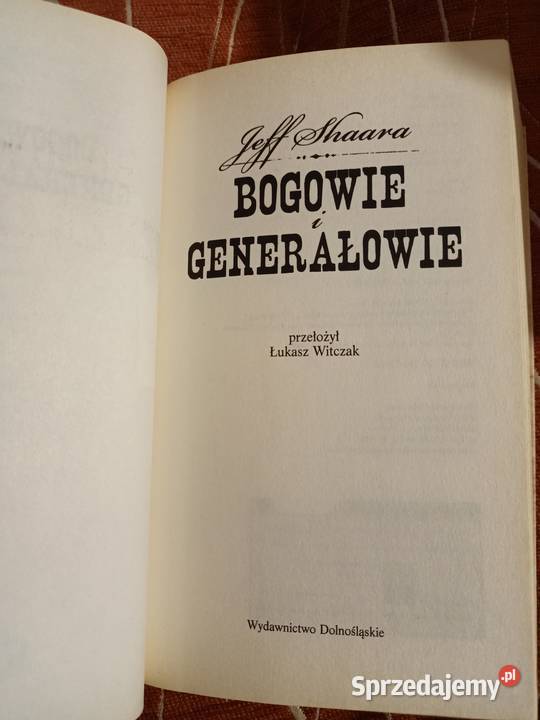 Jeff Shaara
BOGOWIE
i
GENERAŁOWIE
przełożył
Łukasz Witczak
Wydawnictwo Dolnośląskie
Sprzedajemy.pl